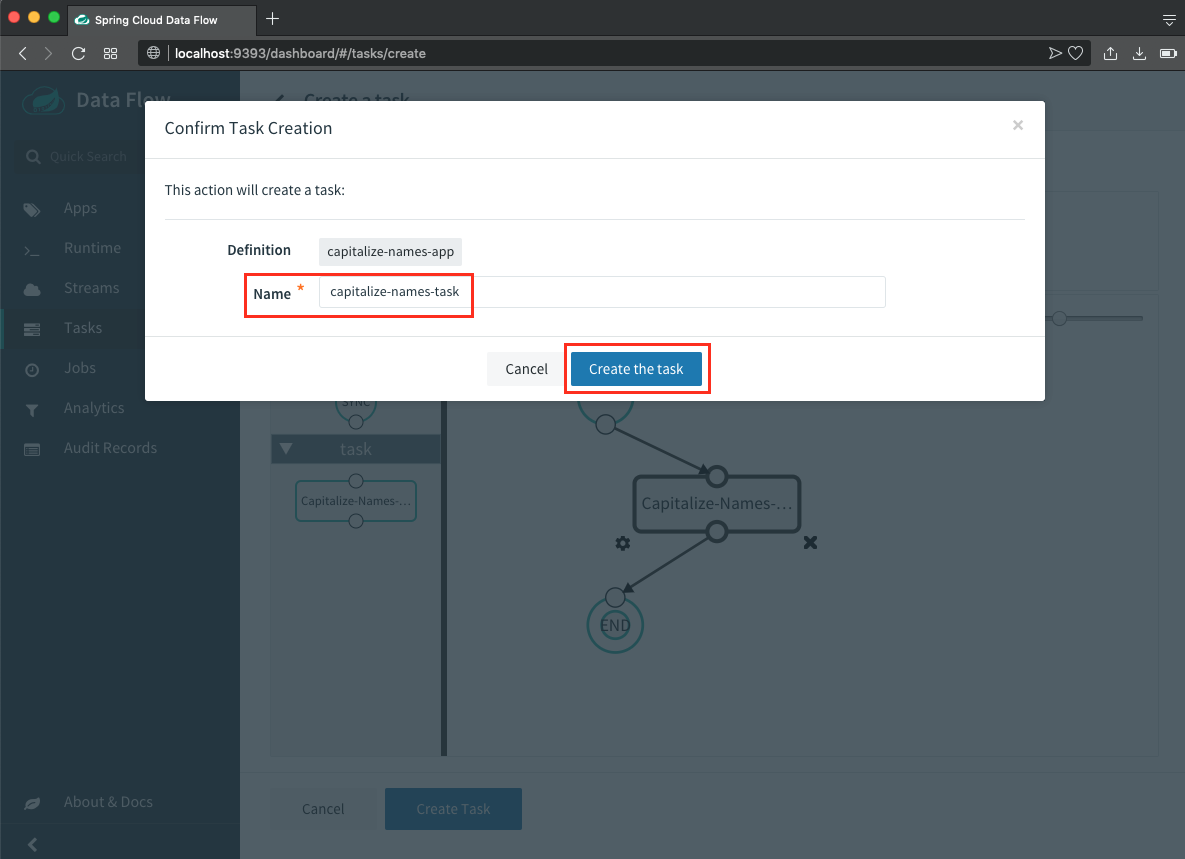 Spring Cloud Data Flow
localhost:9393/dashboard/#/tasks/create
Data Flow
Create a task
Quick Search
Apps
Runtime
Streams
Tasks
Jobs
Analytics
Audit Records
About & Docs
Confirm Task Creation
×
This action will create a task:
Definition capitalize-names-app
Name * capitalize-names-task
Cancel Create the task
SYNC
task
Capitalize-Names-...
Capitalize-Names-...
END
Cancel Create Task